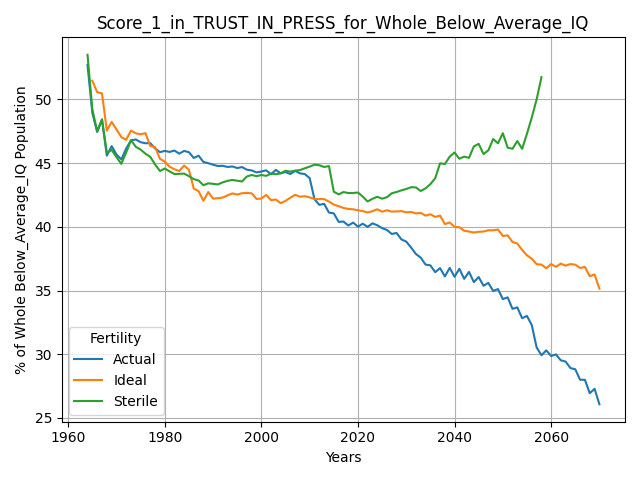 Score_1_in_TRUST_IN_PRESS_for_Whole_Below_Average_IQ
% of Whole Below_Average_IQ Population
50
45
40
35
30
25
Fertility
Actual
Ideal
Sterile
1960 1980 2000 2020 2040 2060
Years